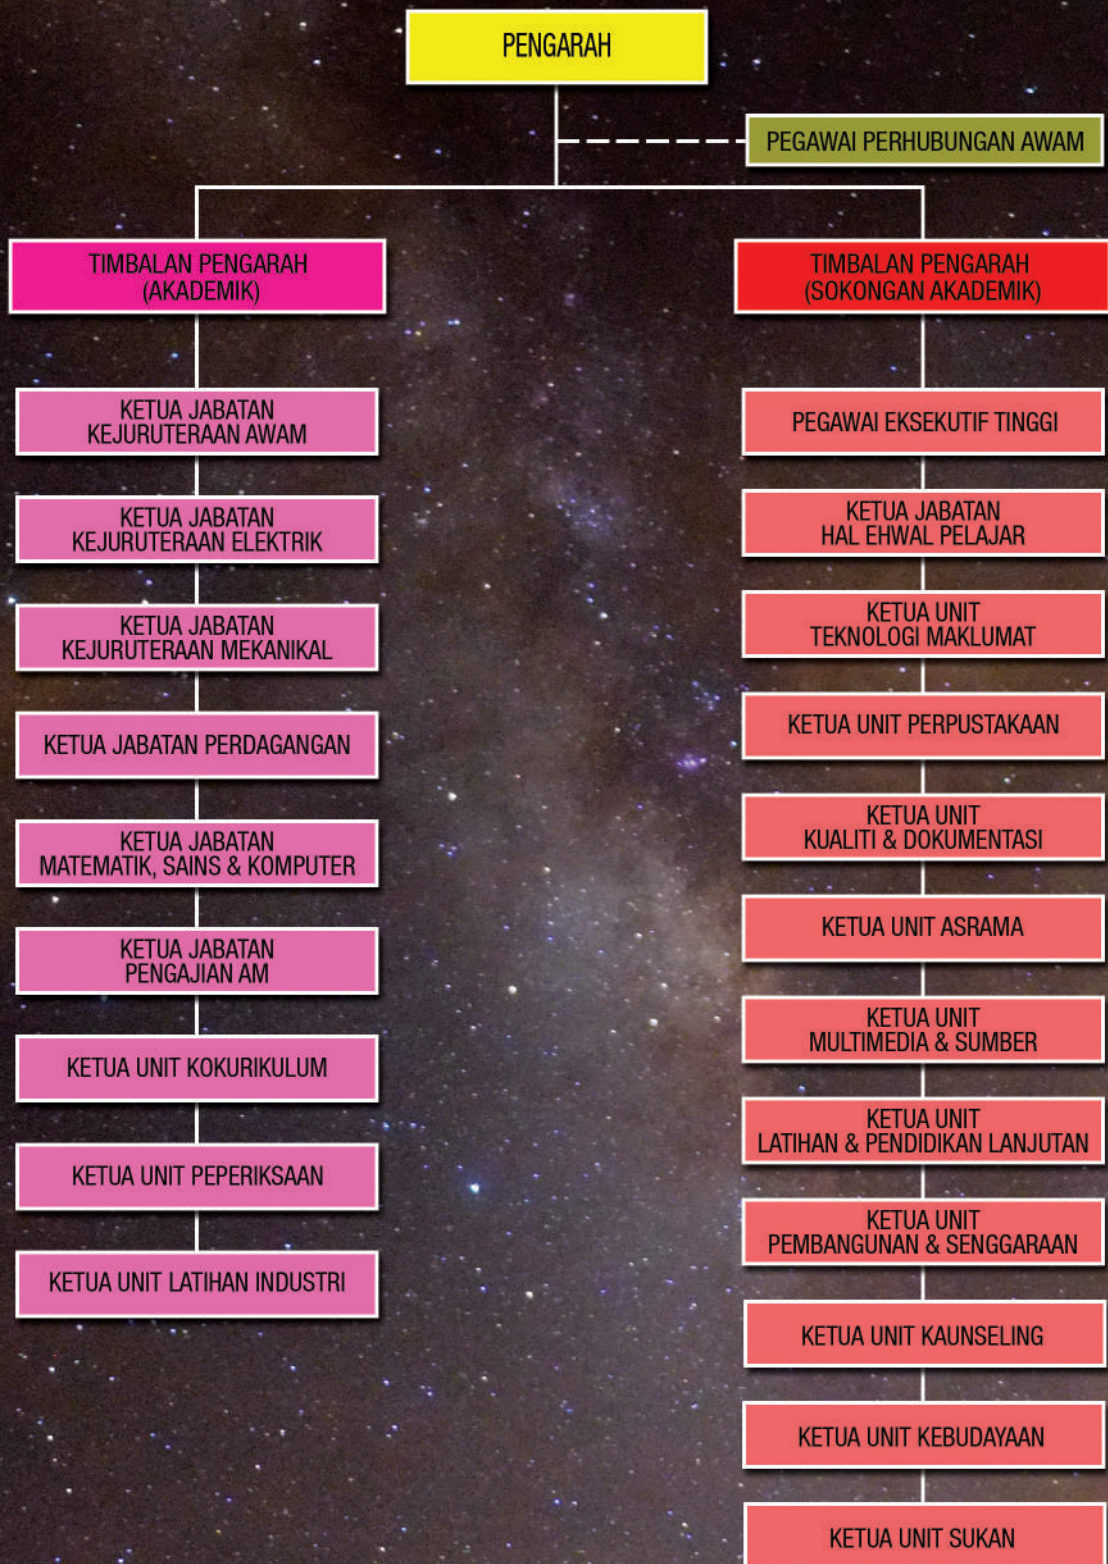 PENGARAH
PEGAWAI PERHUBUNGAN AWAM
TIMBALAN PENGARAH
(AKADEMIK)
KETUA JABATAN
KEJURUTERAAN AWAM
KETUA JABATAN
KEJURUTERAAN ELEKTRIK
KETUA JABATAN
KEJURUTERAAN MEKANIKAL
KETUA JABATAN PERDAGANGAN
KETUA JABATAN
MATEMATIK, SAINS & KOMPUTER
KETUA JABATAN
PENGAJIAN AM
KETUA UNIT KOKURIKULUM
KETUA UNIT PEPERIKSAAN
KETUA UNIT LATIHAN INDUSTRI
TIMBALAN PENGARAH
(SOKONGAN AKADEMIK)
PEGAWAI EKSEKUTIF TINGGI
KETUA JABATAN
HAL EHWAL PELAJAR
KETUA UNIT
TEKNOLOGI MAKLUMAT
KETUA UNIT PERPUSTAKAAN
KETUA UNIT
KUALITI & DOKUMENTASI
KETUA UNIT ASRAMA
KETUA UNIT
MULTIMEDIA & SUMBER
KETUA UNIT
LATIHAN & PENDIDIKAN LANJUTAN
KETUA UNIT
PEMBANGUNAN & SENGGARAAN
KETUA UNIT KAUNSELING
KETUA UNIT KEBUDAYAAN
KETUA UNIT SUKAN